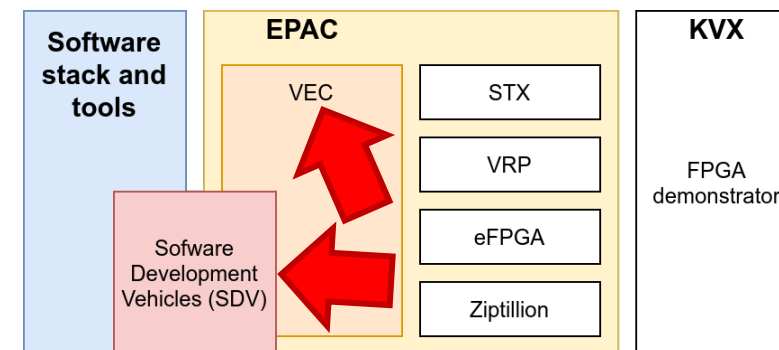 Software
stack and
tools
EPAC
VEC
STX
VRP
eFPGA
Ziptillion
Sofware
Development
Vehicles (SDV)
KVX
FPGA
demonstrator